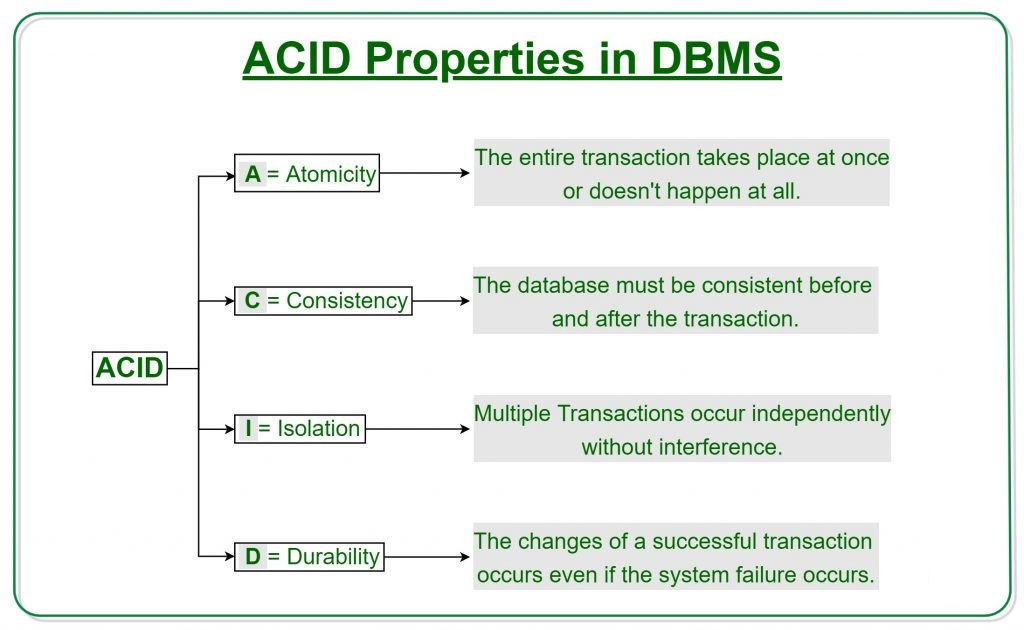 ACID Properties in DBMS
A = Atomicity
The entire transaction takes place at once
or doesn't happen at all.
C = Consistency
The database must be consistent before
and after the transaction.
ACID
I = Isolation
Multiple Transactions occur independently
without interference.
D = Durability
The changes of a successful transaction
occurs even if the system failure occurs.